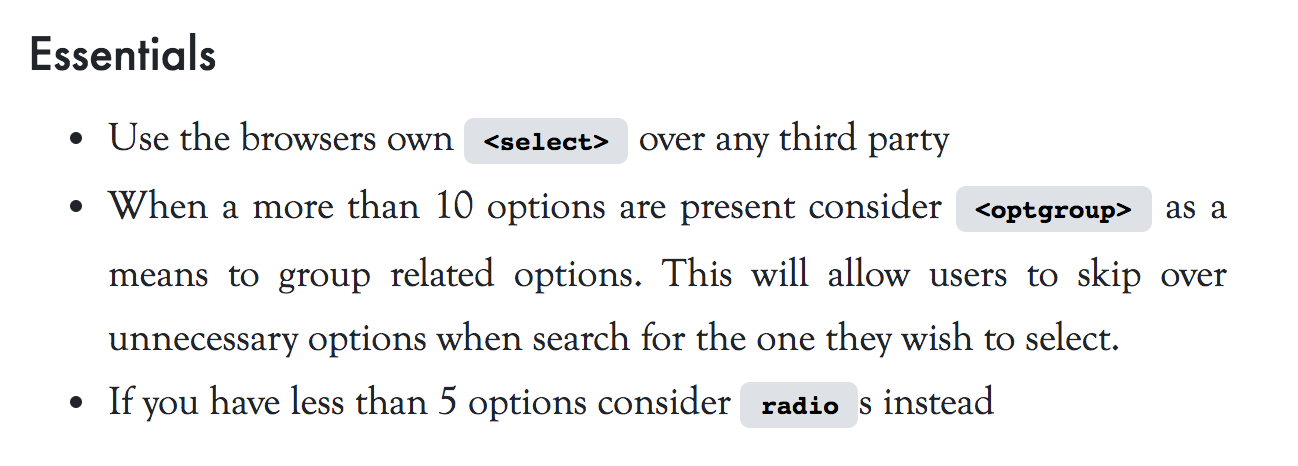 Essentials
• Use the browsers own <select> over any third party
• When a more than 10 options are present consider <optgroup> as a
means to group related options. This will allow users to skip over
unnecessary options when search for the one they wish to select.
• If you have less than 5 options consider radio s instead